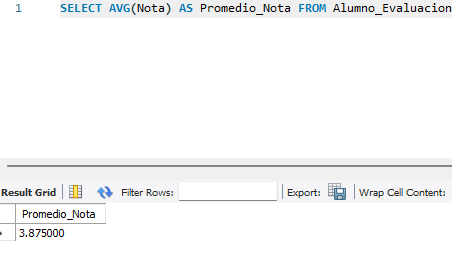 1 SELECT AVG(Nota) AS Promedio_Nota FROM Alumno_Evaluacion
Result Grid Filter Rows: Export: Wrap Cell Content:
Promedio_Nota
3.875000